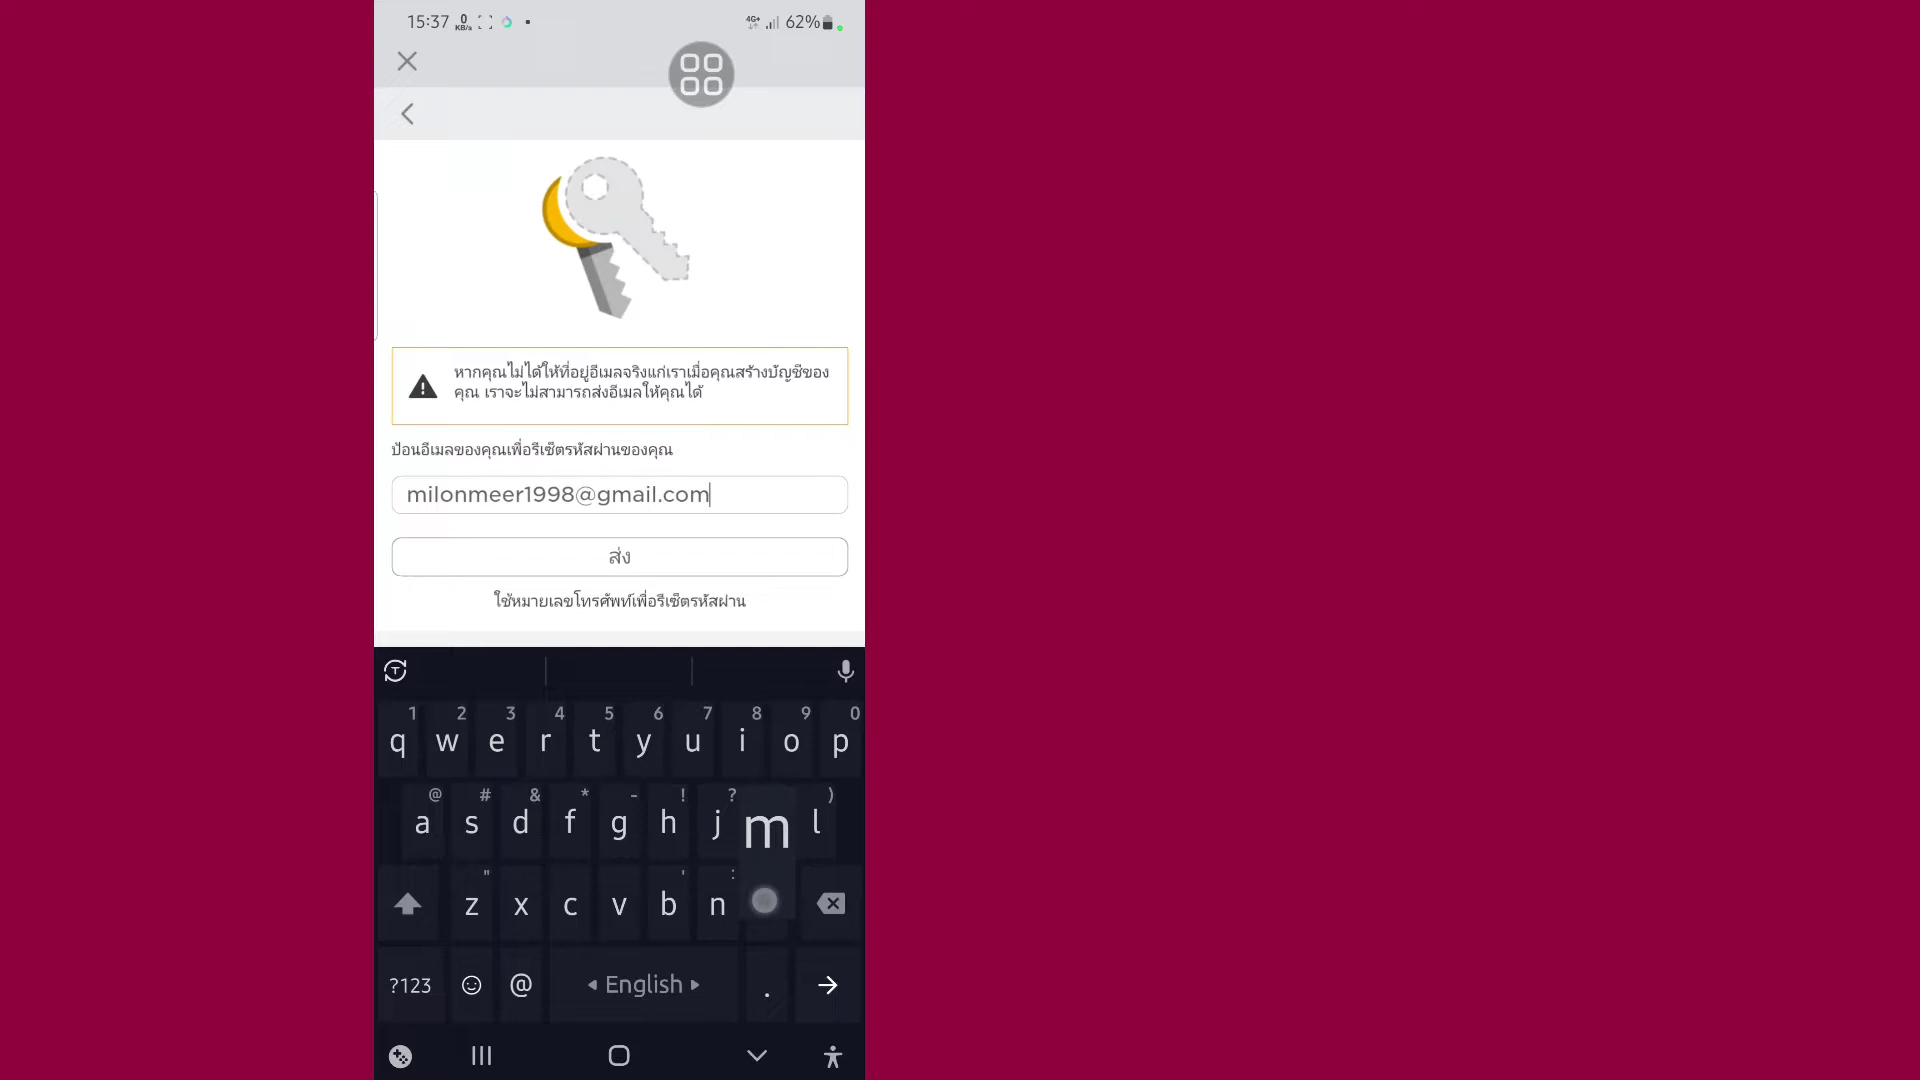 15:37 0 KB/s 4G+ 62%
หากคุณไม่ได้ให้ที่อยู่อีเมลจริงแก่เราเมื่อคุณสร้างบัญชีของ
คุณ เราจะไม่สามารถส่งอีเมลให้คุณได้
ป้อนอีเมลของคุณเพื่อรีเซ็ตรหัสผ่านของคุณ
milonmeer1998@gmail.com
ส่ง
ใช้หมายเลขโทรศัพท์เพื่อรีเซ็ตรหัสผ่าน
T
1 2 3 4 5 6 7 8 9 0
q w e r t y u i o p
@ # & * - ! ? )
a s d f g h j m l
" ' :
z x c v b n
?123 @ English .